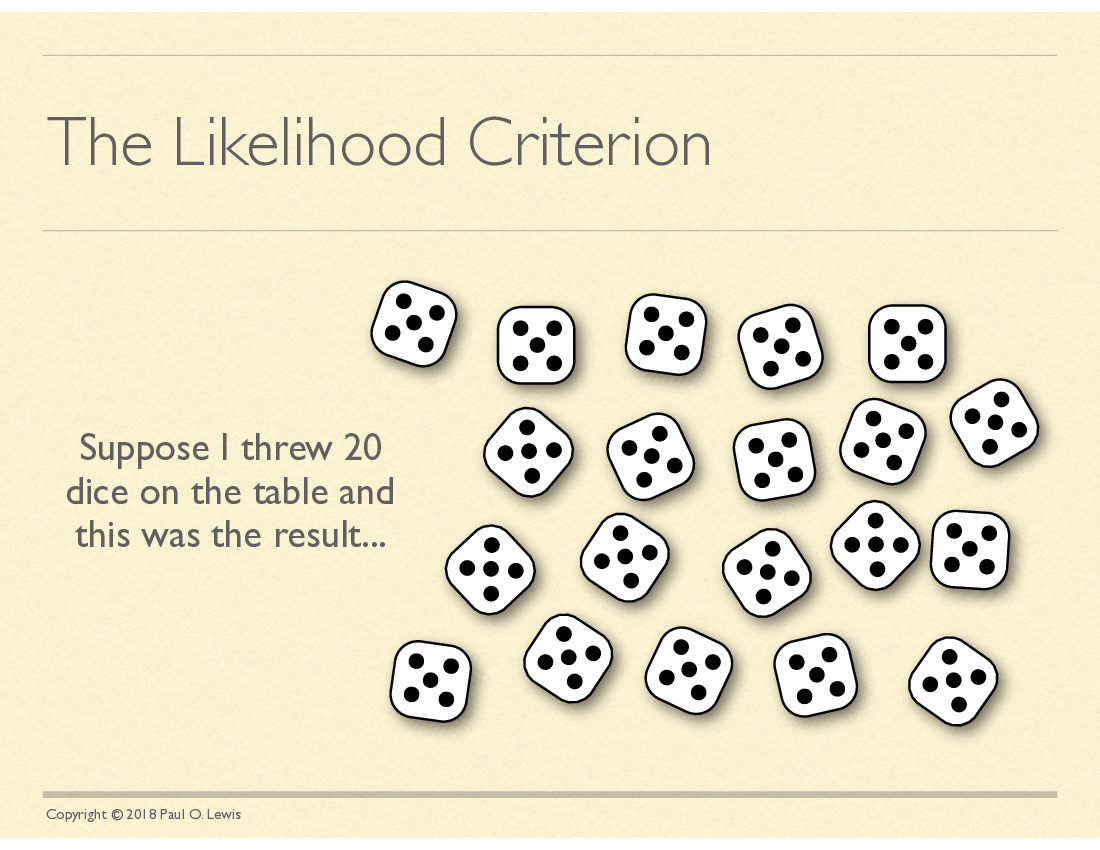 The Likelihood Criterion
Suppose I threw 20
dice on the table and
this was the result...
Copyright © 2018 Paul O. Lewis